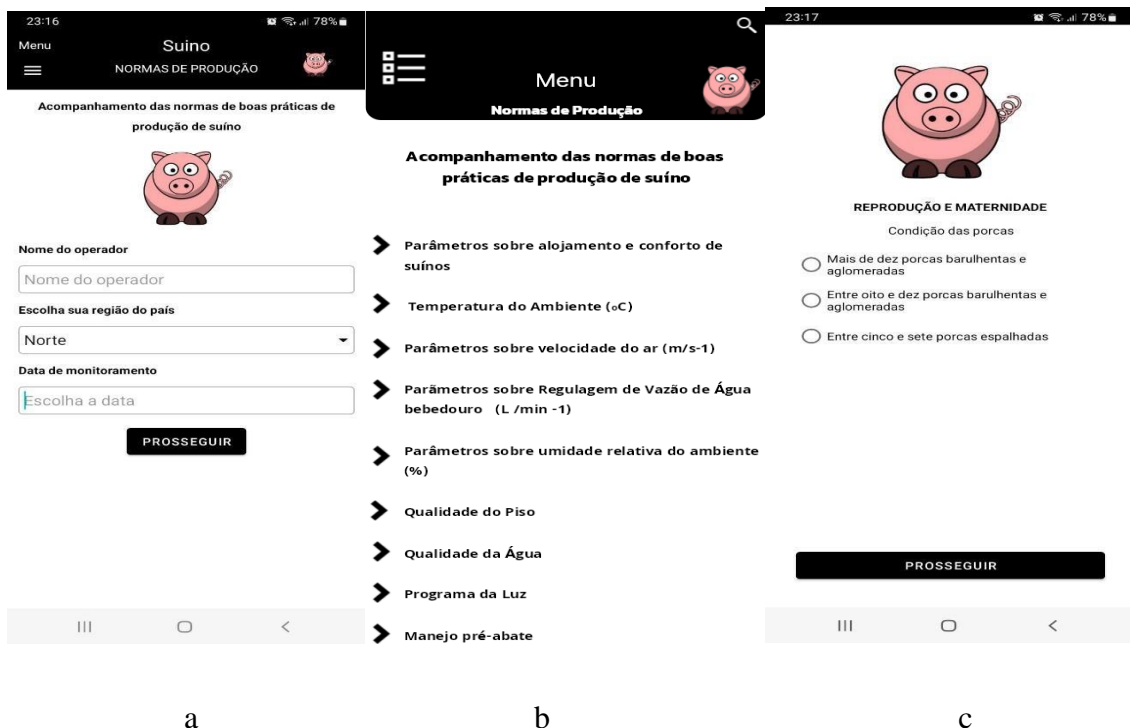 23:16
78%
Menu
Suino
NORMAS DE PRODUÇÃO
Acompanhamento das normas de boas práticas de
produção de suíno
Nome do operador
Nome do operador
Escolha sua região do país
Norte
Data de monitoramento
Escolha a data
PROSSEGUIR
a
Menu
Normas de Produção
Acompanhamento das normas de boas
práticas de produção de suíno
Parâmetros sobre alojamento e conforto de
suínos
Temperatura do Ambiente (oC)
Parâmetros sobre velocidade do ar (m/s-1)
Parãmetros sobre Regulagem de Vazão de Água
bebedouro (L /min -1)
Parâmetros sobre umidade relativa do ambiente
(%)
Qualidade do Piso
Qualidade da Água
Programa da Luz
Manejo pré-abate
b
23:17
78%
REPRODUÇÃO E MATERNIDADE
Condição das porcas
Mais de dez porcas barulhentas e
aglomeradas
Entre oito e dez porcas barulhentas e
aglomeradas
Entre cinco e sete porcas espalhadas
PROSSEGUIR
c